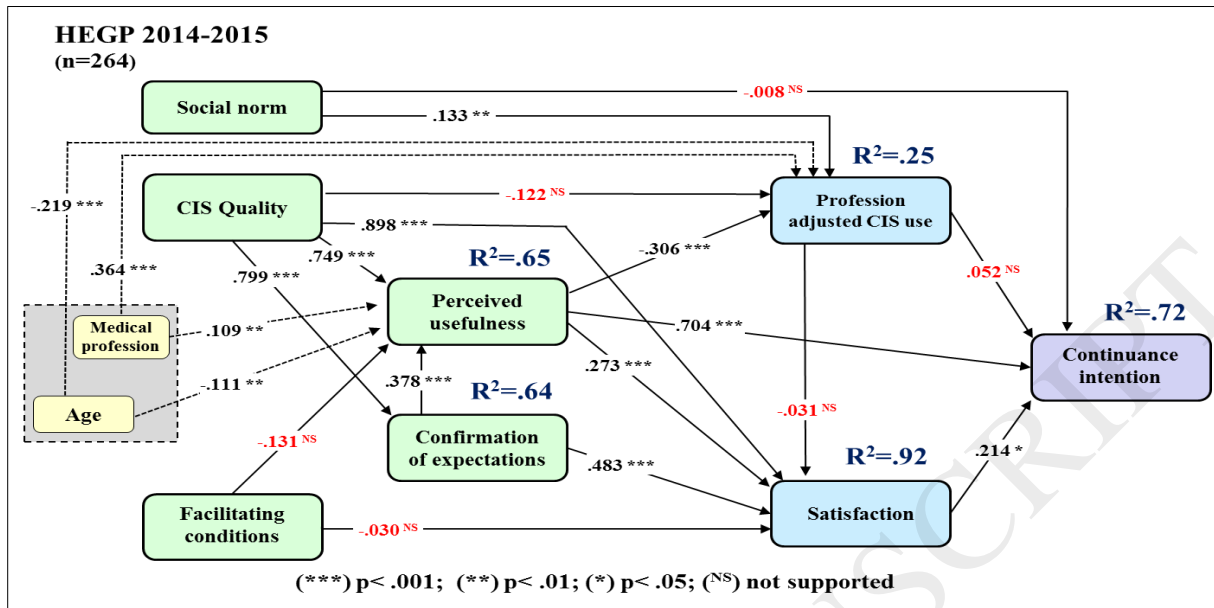 HEGP 2014-2015
(n=264)
Social norm
-.008 NS
.133 **
R²=.25
CIS Quality
-.122 NS
Profession
adjusted CIS use
-.219 ***
.898 ***
.749 ***
-.306 ***
.799 ***
R²=.65
.364 ***
.052 NS
Perceived
usefulness
Medical
profession
.109 **
.704 ***
R²=.72
Continuance
intention
.273 ***
-.111 **
.378 ***
R²=.64
-.031 NS
Age
Confirmation
of expectations
-.131 NS
R²=.92
.214 *
.483 ***
Facilitating
conditions
-.030 NS
Satisfaction
(***) p< .001; (**) p< .01; (*) p< .05; (NS) not supported
NSCRIPT